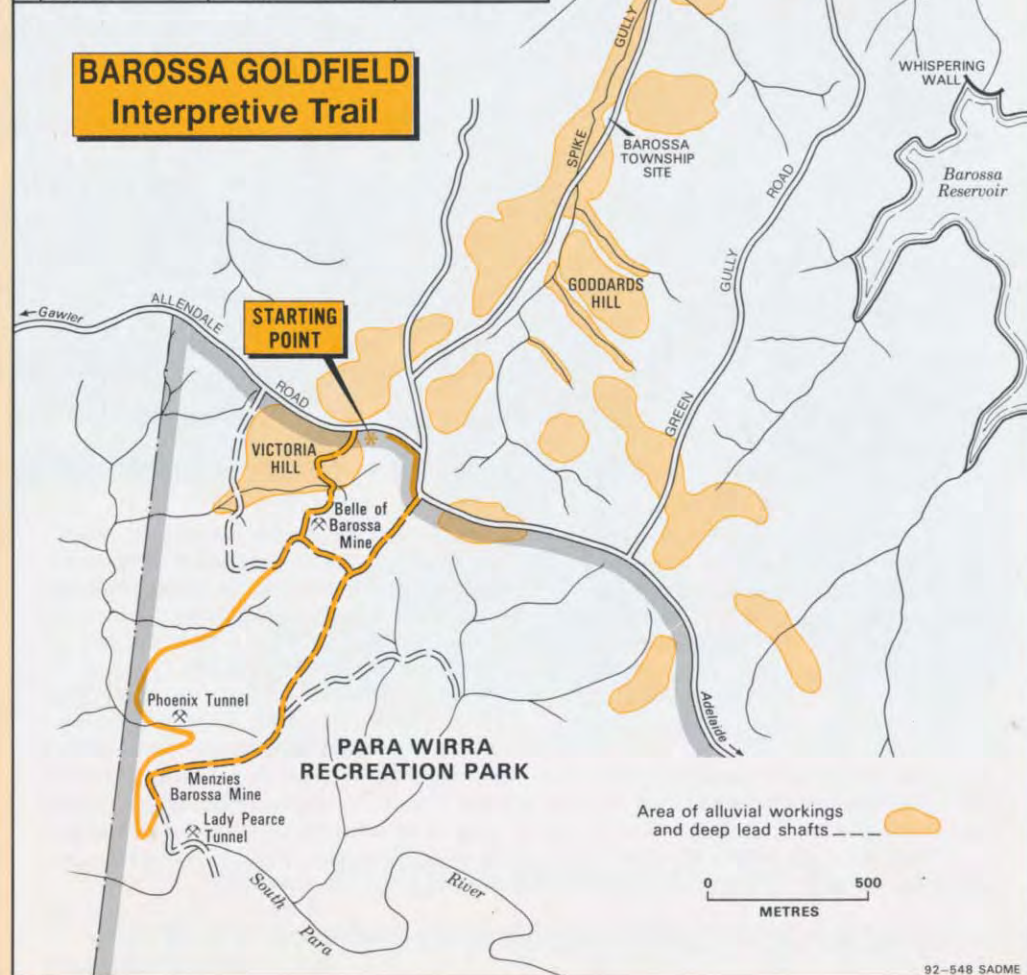 BAROSSA GOLDFIELD
Interpretive Trail
GULLY
SPIKE
BAROSSA
TOWNSHIP
SITE
WHISPERING
WALL
Barossa
Reservoir
ROAD
GULLY
GREEN
GODDARDS
HILL
←Gawler
ALLENDALE
ROAD
STARTING
POINT
VICTORIA
HILL
Belle of
Barossa
Mine
Phoenix Tunnel
Menzies
Barossa Mine
Lady Pearce
Tunnel
PARA WIRRA
RECREATION PARK
Adelaide
South
Para
River
Area of alluvial workings
and deep lead shafts
0 500
METRES
92–548 SADME